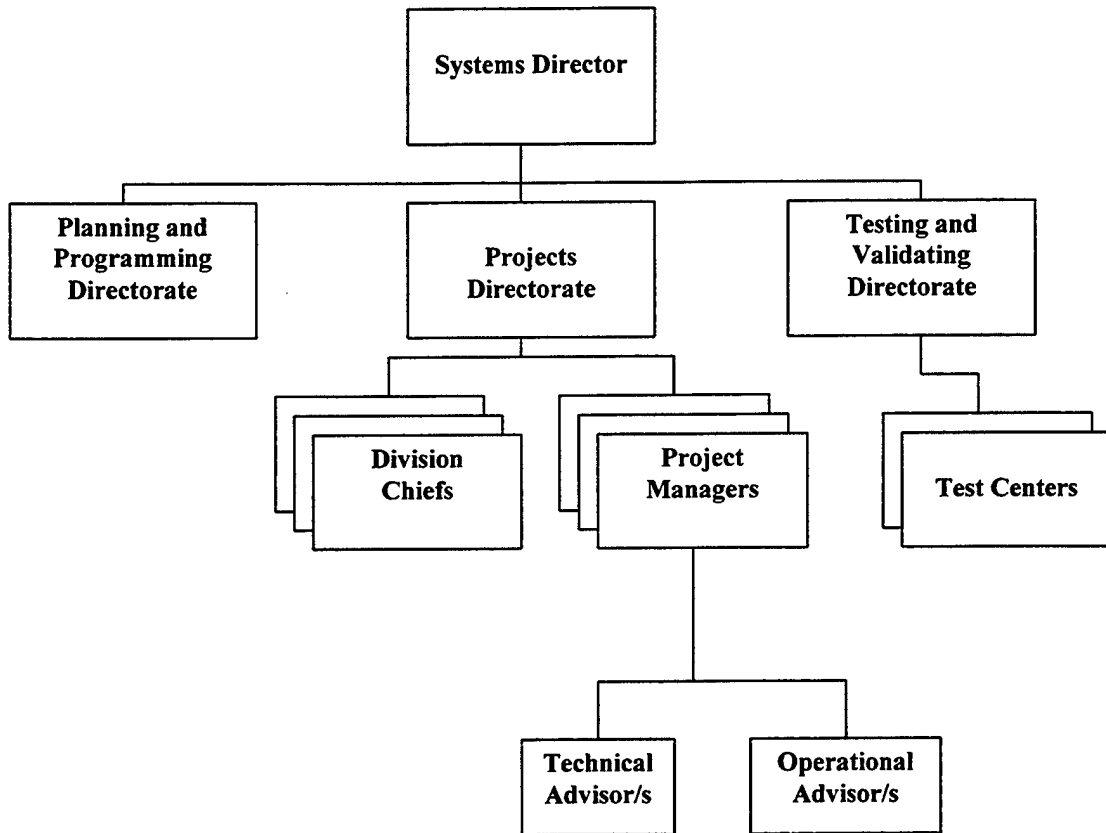 Systems Director
Planning and
Programming
Directorate
Projects
Directorate
Testing and
Validating
Directorate
Division
Chiefs
Project
Managers
Test Centers
Technical
Advisor/s
Operational
Advisor/s